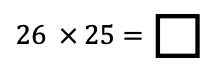 26 × 25 = □